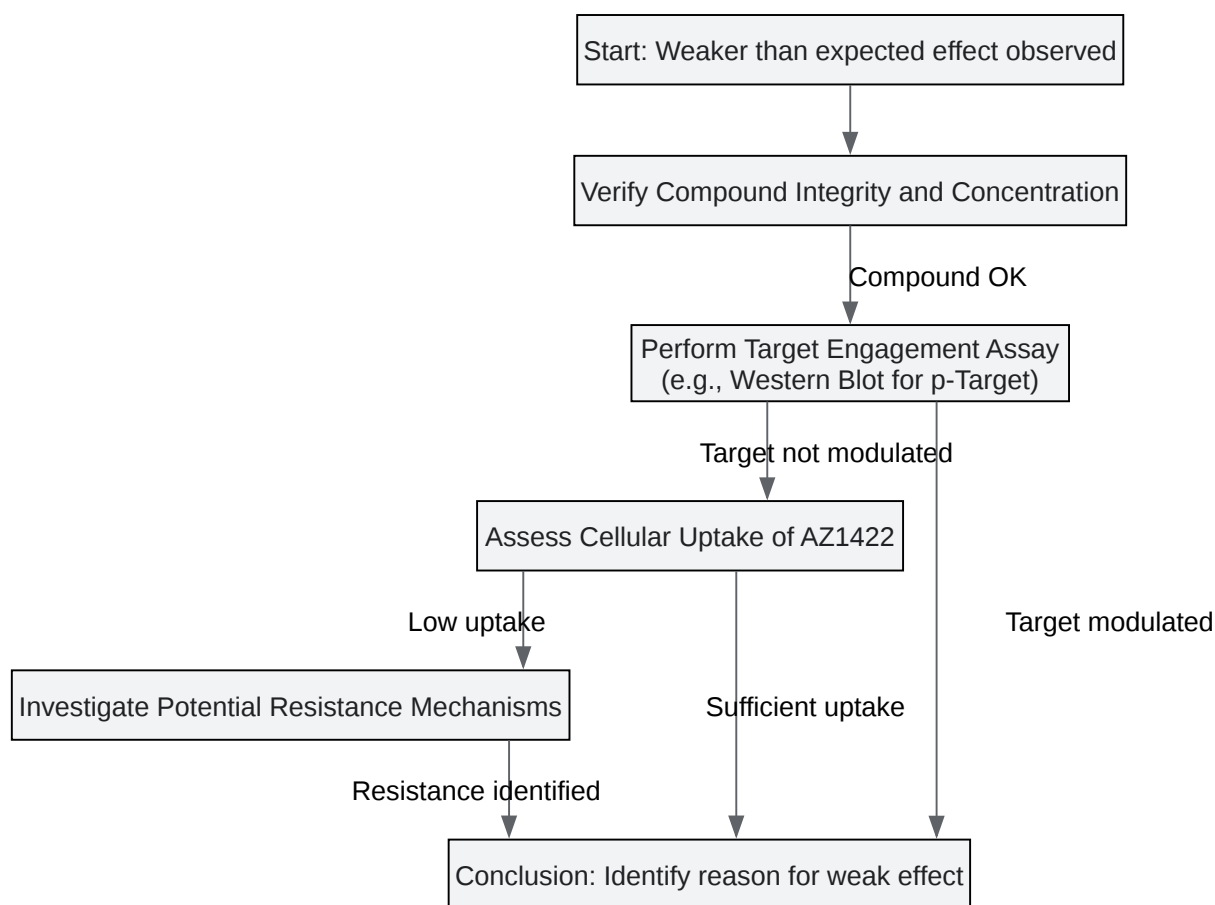 Start: Weaker than expected effect observed
Verify Compound Integrity and Concentration
Compound OK
Perform Target Engagement Assay
(e.g., Western Blot for p-Target)
Target not modulated
Assess Cellular Uptake of AZ1422
Low uptake
Target modulated
Investigate Potential Resistance Mechanisms
Sufficient uptake
Resistance identified
Conclusion: Identify reason for weak effect